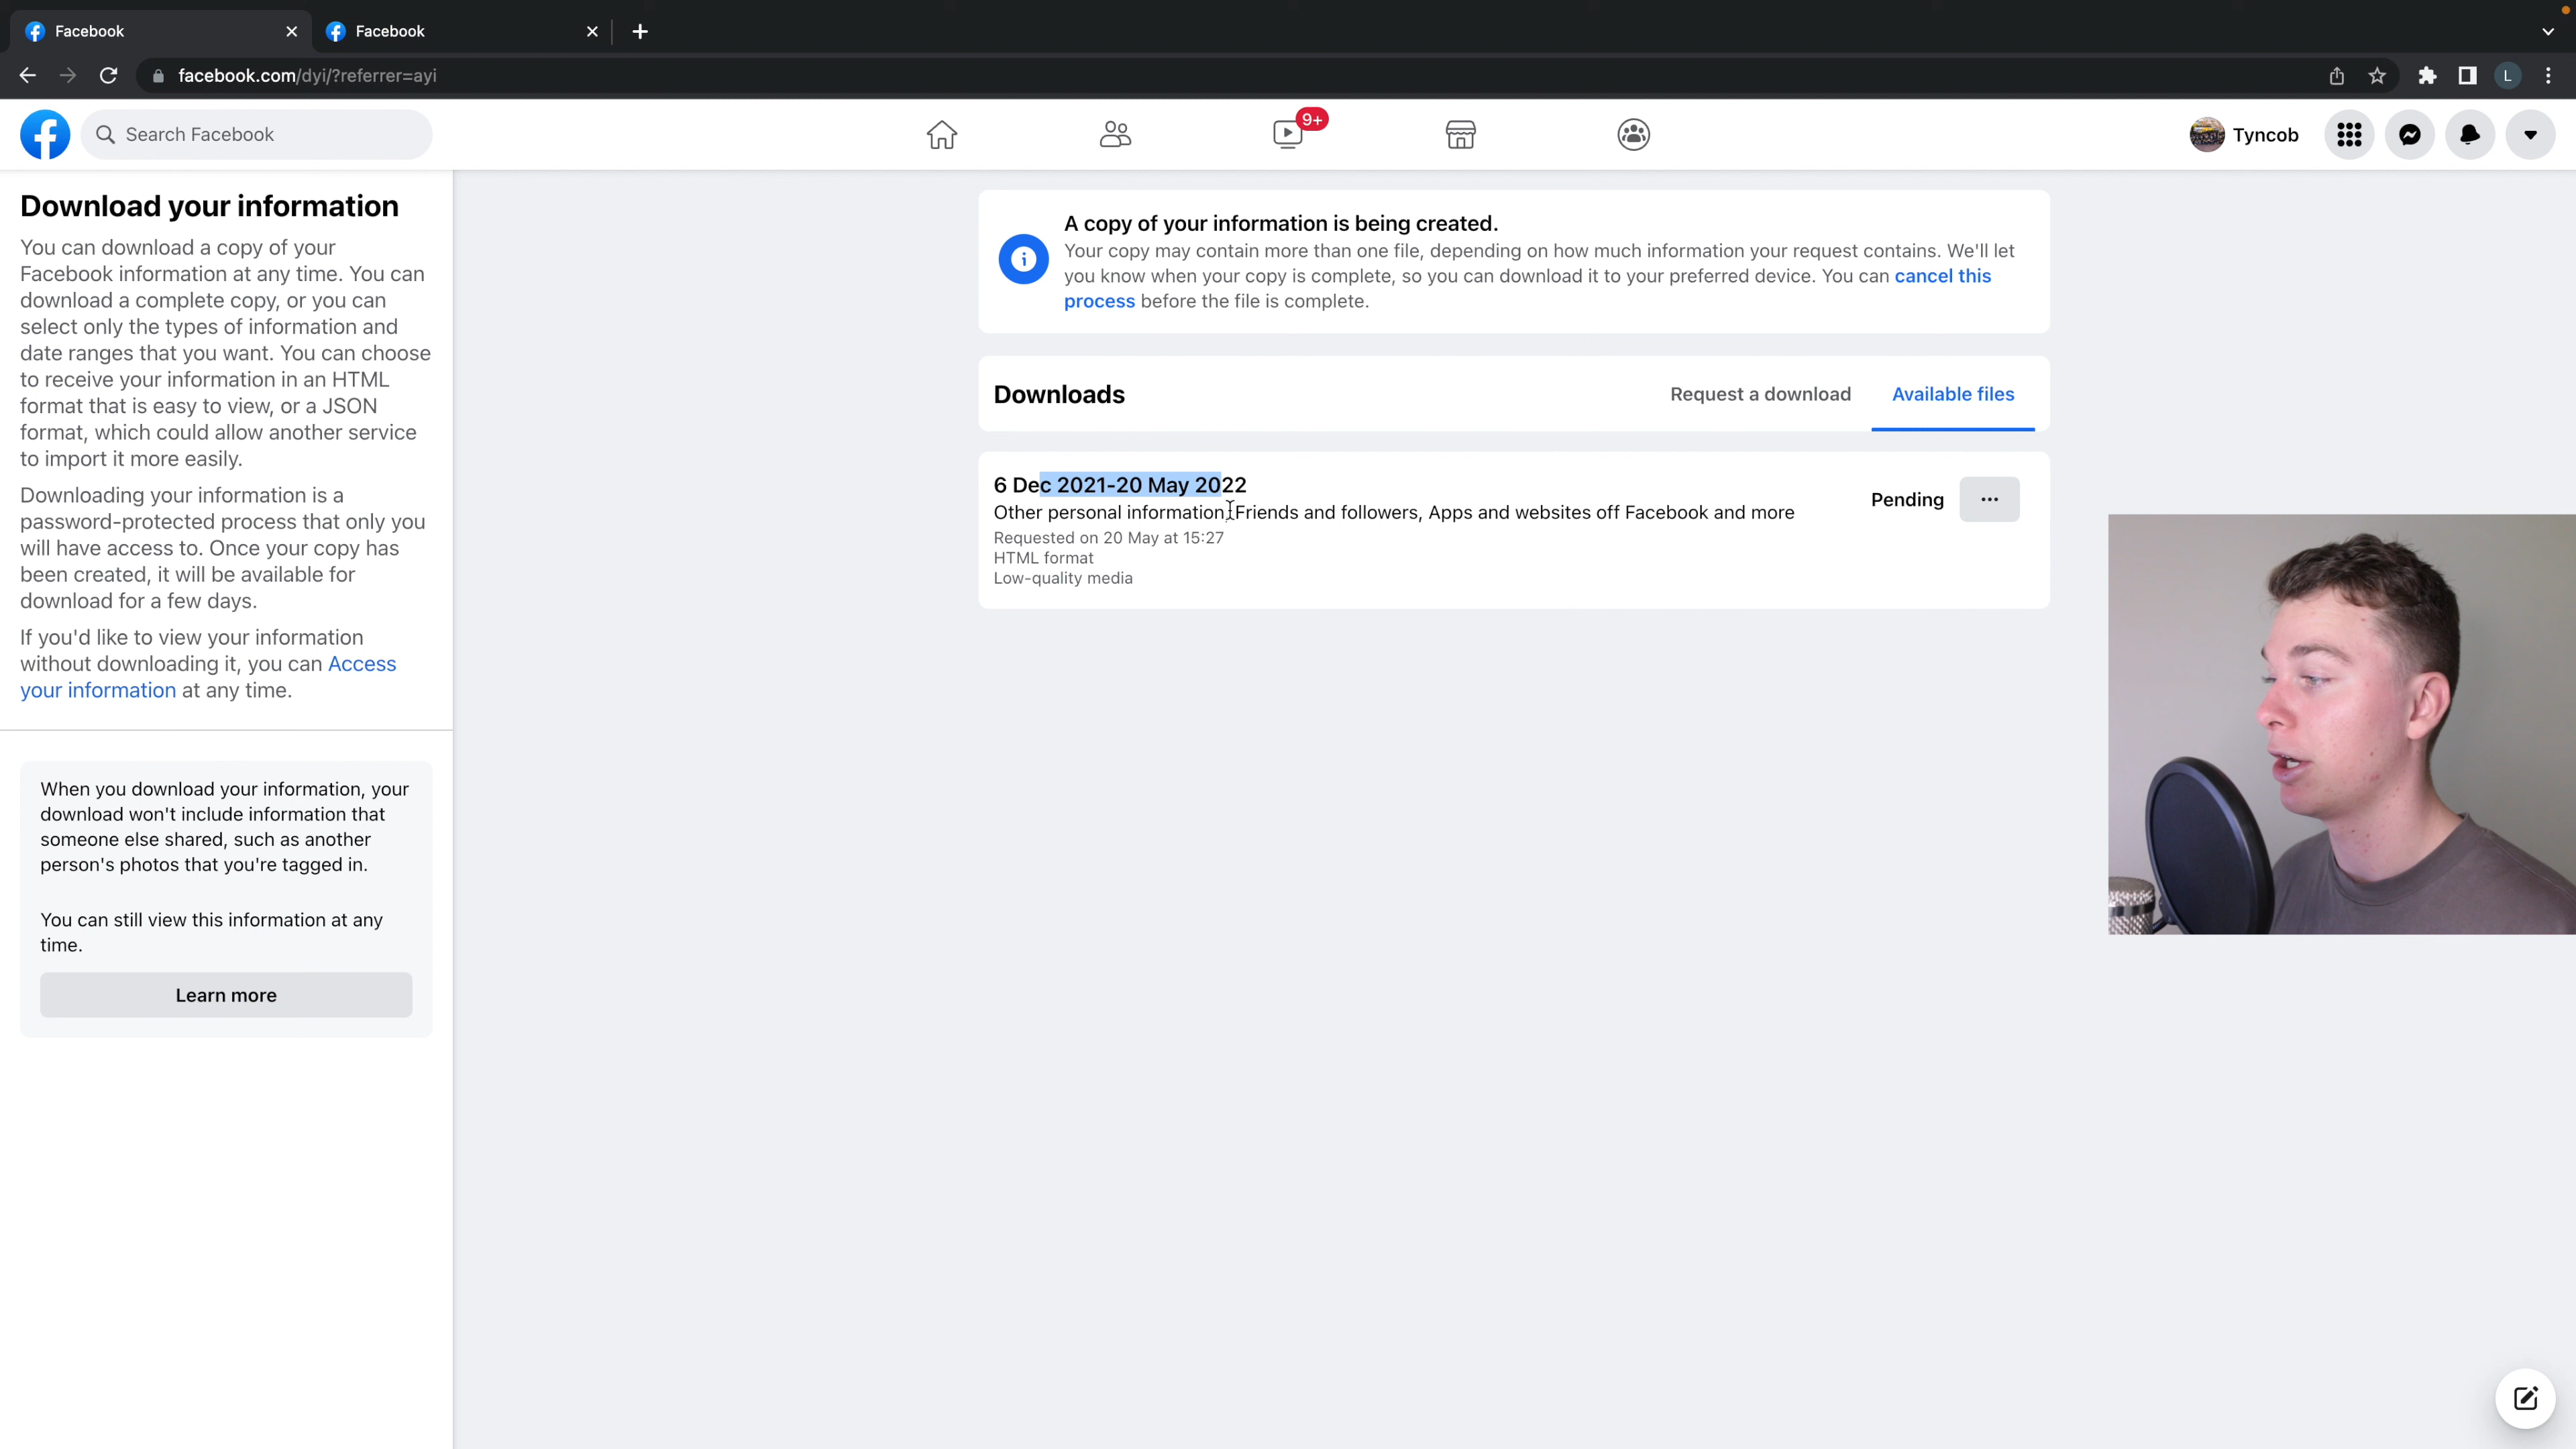 Facebook
Facebook
facebook.com/dyi/?referrer=ayi
L
Search Facebook
9+
Tyncob
Download your information
You can download a copy of your
Facebook information at any time. You can
download a complete copy, or you can
select only the types of information and
date ranges that you want. You can choose
to receive your information in an HTML
format that is easy to view, or a JSON
format, which could allow another service
to import it more easily.
Downloading your information is a
password-protected process that only you
will have access to. Once your copy has
been created, it will be available for
download for a few days.
If you'd like to view your information
without downloading it, you can Access
your information at any time.
When you download your information, your
download won't include information that
someone else shared, such as another
person's photos that you're tagged in.
You can still view this information at any
time.
Learn more
A copy of your information is being created.
Your copy may contain more than one file, depending on how much information your request contains. We'll let
you know when your copy is complete, so you can download it to your preferred device. You can cancel this
process before the file is complete.
Downloads
Request a download
Available files
6 Dec 2021-20 May 2022
Other personal information, Friends and followers, Apps and websites off Facebook and more
Requested on 20 May at 15:27
HTML format
Low-quality media
Pending